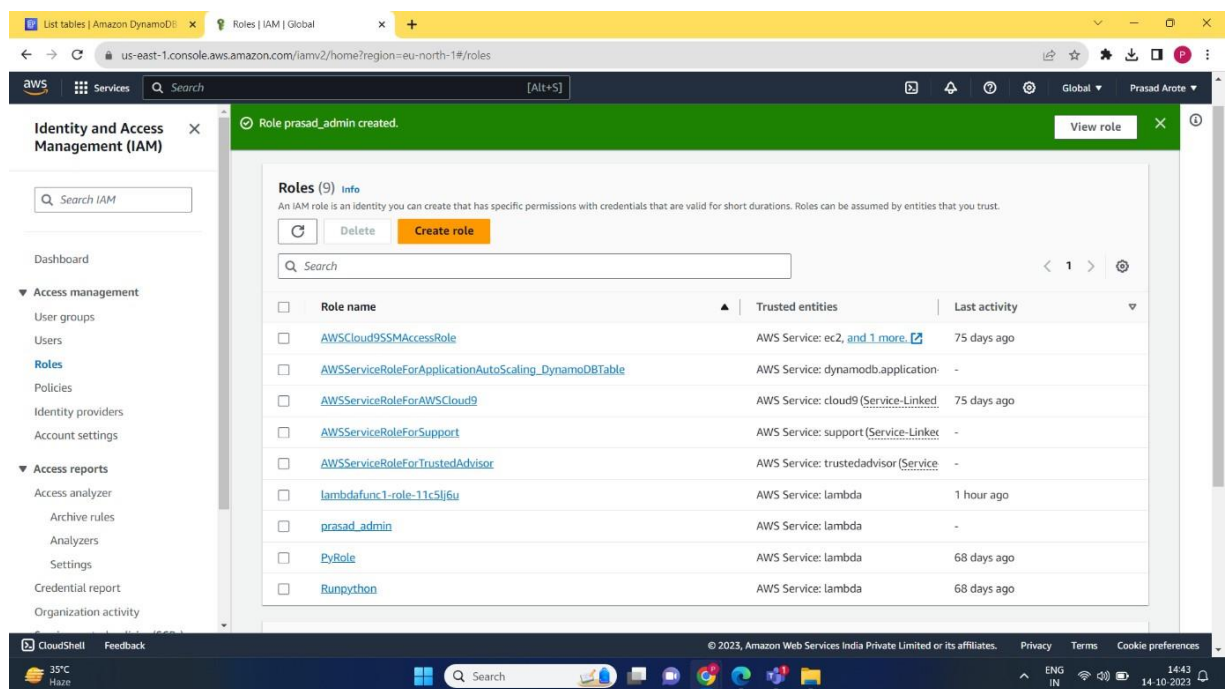 List tables | Amazon DynamoDB
Roles | IAM | Global
us-east-1.console.aws.amazon.com/iamv2/home?region=eu-north-1#/roles
P
aws
Services
Search
[Alt+S]
Global
Prasad Arote
Identity and Access
Management (IAM)
Search IAM
Dashboard
Access management
User groups
Users
Roles
Policies
Identity providers
Account settings
Access reports
Access analyzer
Archive rules
Analyzers
Settings
Credential report
Organization activity
Role prasad_admin created.
View role
Roles (9) Info
An IAM role is an identity you can create that has specific permissions with credentials that are valid for short durations. Roles can be assumed by entities that you trust.
Delete
Create role
Search
1
Role name Trusted entities Last activity
AWSCloud9SSMAccessRole AWS Service: ec2, and 1 more. 75 days ago
AWSServiceRoleForApplicationAutoScaling_DynamoDBTable AWS Service: dynamodb.application- -
AWSServiceRoleForAWSCloud9 AWS Service: cloud9 (Service-Linked 75 days ago
AWSServiceRoleForSupport AWS Service: support (Service-Linked -
AWSServiceRoleForTrustedAdvisor AWS Service: trustedadvisor (Service -
lambdafunc1-role-11c5lj6u AWS Service: lambda 1 hour ago
prasad_admin AWS Service: lambda -
PyRole AWS Service: lambda 68 days ago
Runpython AWS Service: lambda 68 days ago
CloudShell Feedback © 2023, Amazon Web Services India Private Limited or its affiliates. Privacy Terms Cookie preferences
35°C
Haze
Search
ENG
IN
14:43
14-10-2023